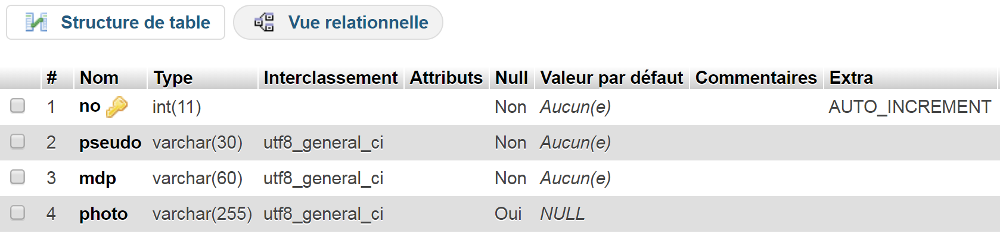 Structure de table Vue relationnelle
# Nom Type Interclassement Attributs Null Valeur par défaut Commentaires Extra
1 no int(11) Non Aucun(e) AUTO_INCREMENT
2 pseudo varchar(30) utf8_general_ci Non Aucun(e)
3 mdp varchar(60) utf8_general_ci Non Aucun(e)
4 photo varchar(255) utf8_general_ci Oui NULL